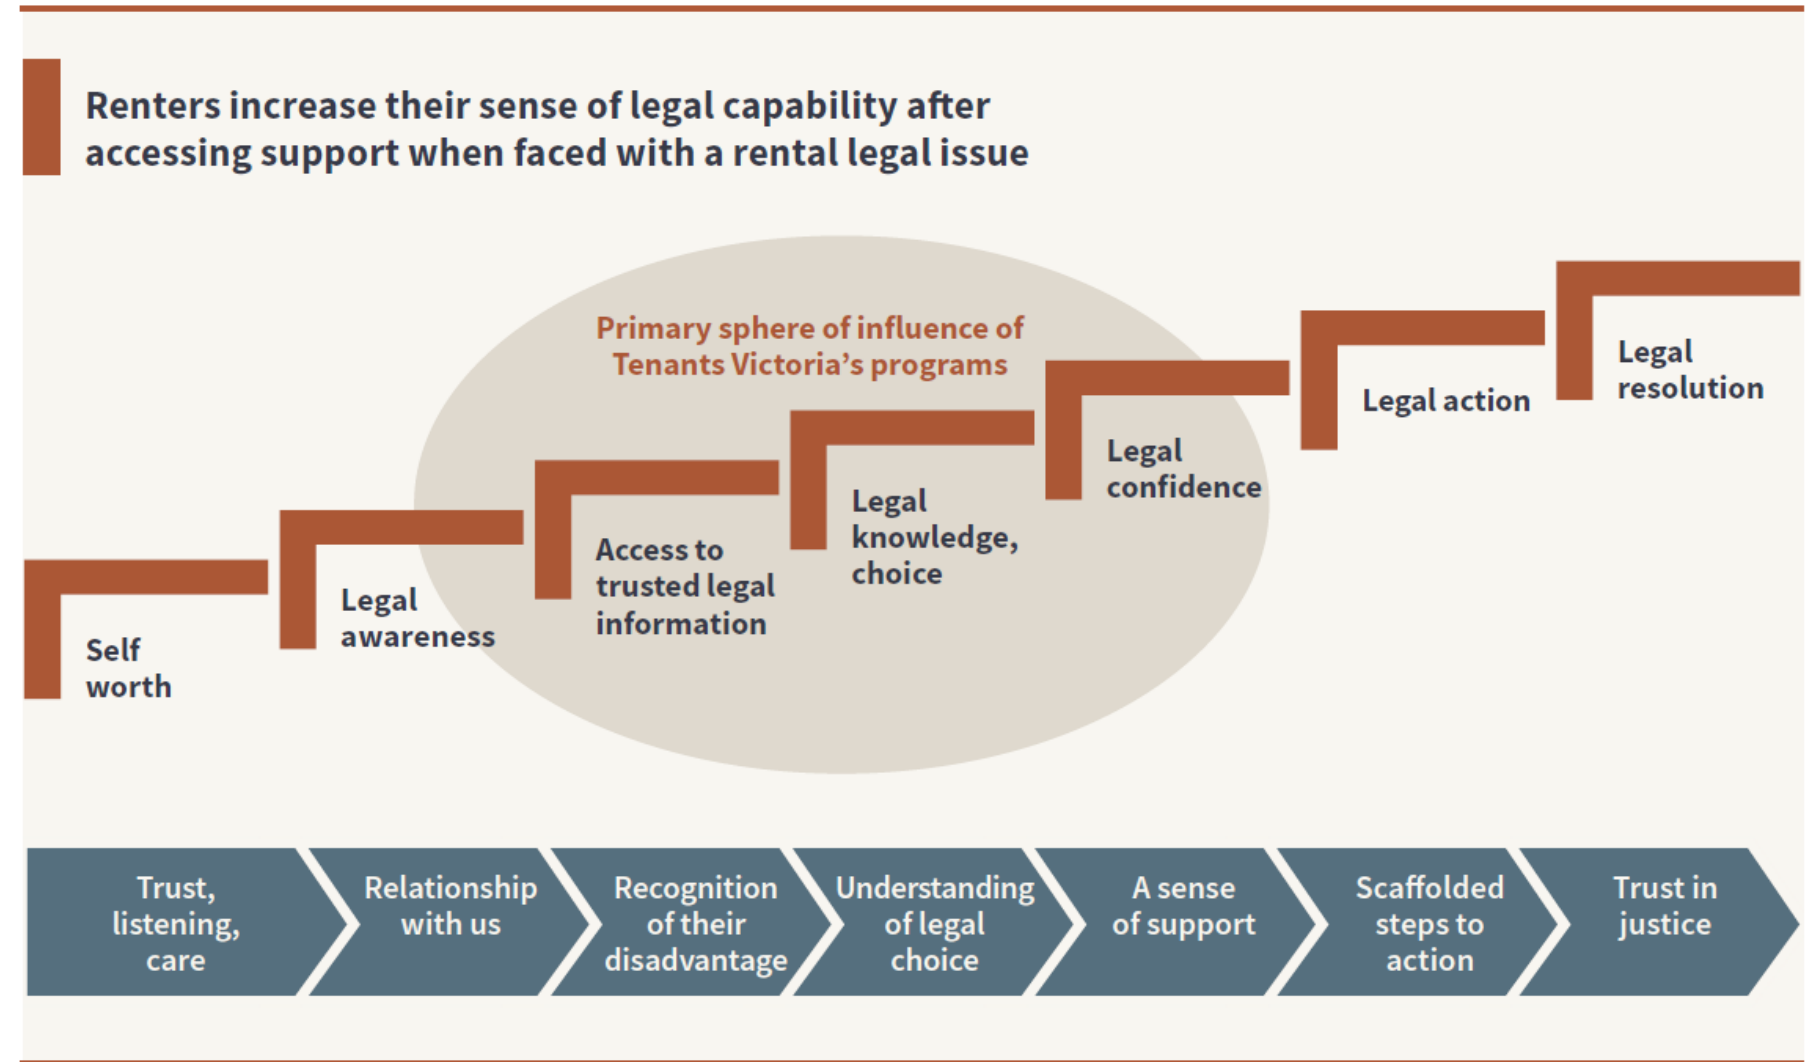 Renters increase their sense of legal capability after
accessing support when faced with a rental legal issue
Primary sphere of influence of
Tenants Victoria’s programs
Self
worth
Legal
awareness
Access to
trusted legal
information
Legal
knowledge,
choice
Legal
confidence
Legal action
Legal
resolution
Trust,
listening,
care
Relationship
with us
Recognition
of their
disadvantage
Understanding
of legal
choice
A sense
of support
Scaffolded
steps to
action
Trust in
justice